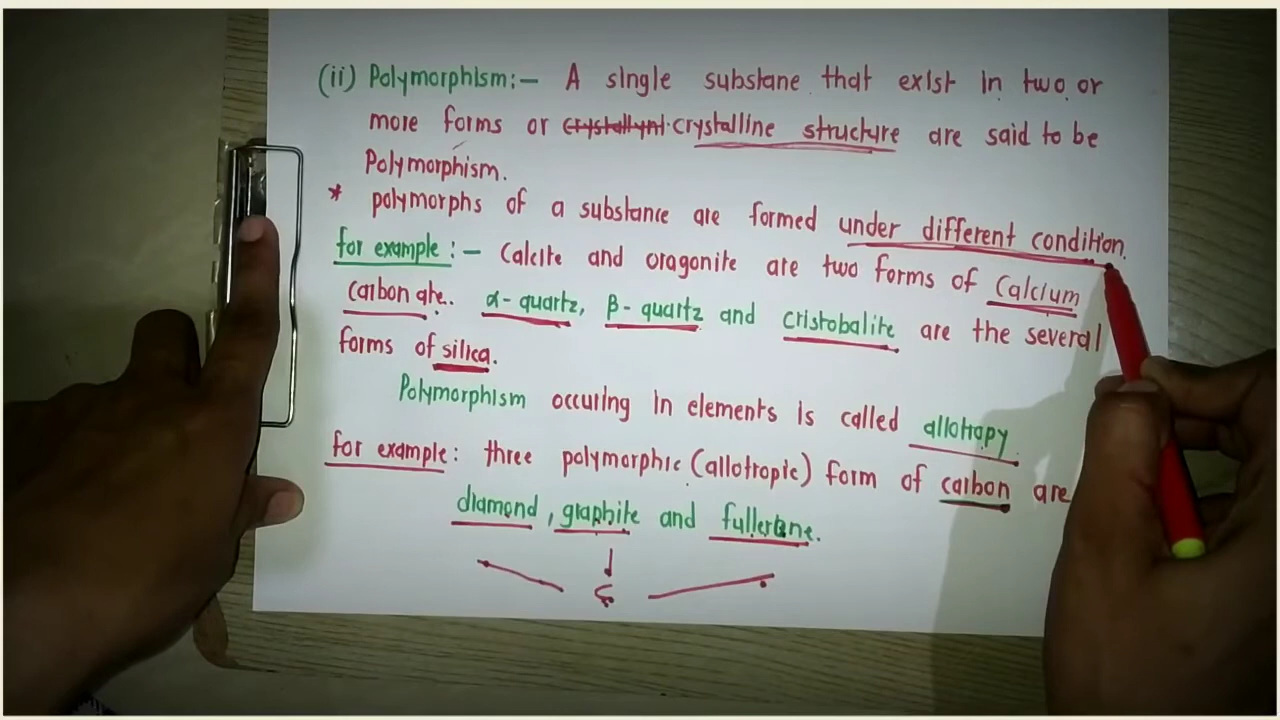 (ii) Polymorphism:- A single substane that exist in two or
more forms or crystallynt crystalline structure are said to be
Polymorphism.
* polymorphs of a substance are formed under different condition.
for example :- Calcite and oragonite are two forms of Calcium
carbonate. α- quartz, β- quartz and cristobalite are the several
forms of silica.
Polymorphism occuring in elements is called allotropy
for example: three polymorphic (allotropic) form of carbon are
diamond, graphite and fullerene.